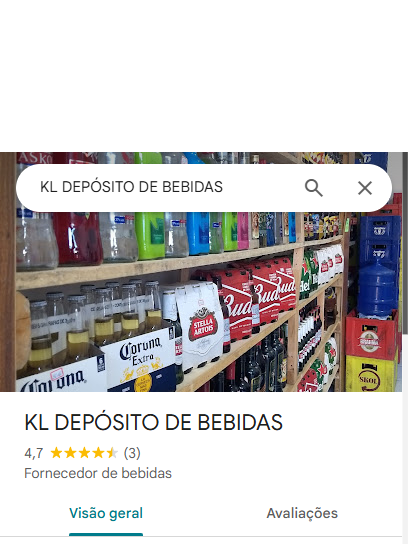 KL DEPÓSITO DE BEBIDAS
Corona
Extra
Corona
STELLA
ARTOIS
Bud
Bud
BRAHMA
SKOL
KL DEPÓSITO DE BEBIDAS
4,7 (3)
Fornecedor de bebidas
Visão geral
Avaliações